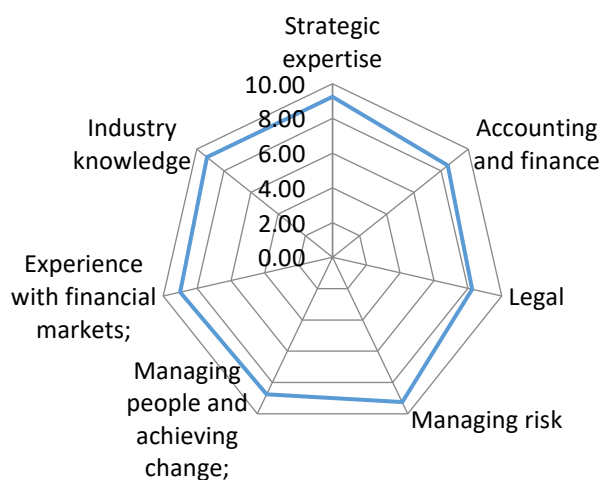 Strategic
expertise
10.00
8.00
6.00
4.00
2.00
0.00
Accounting
and finance
Legal
Managing risk
Managing
people and
achieving
change;
Experience
with financial
markets;
Industry
knowledge